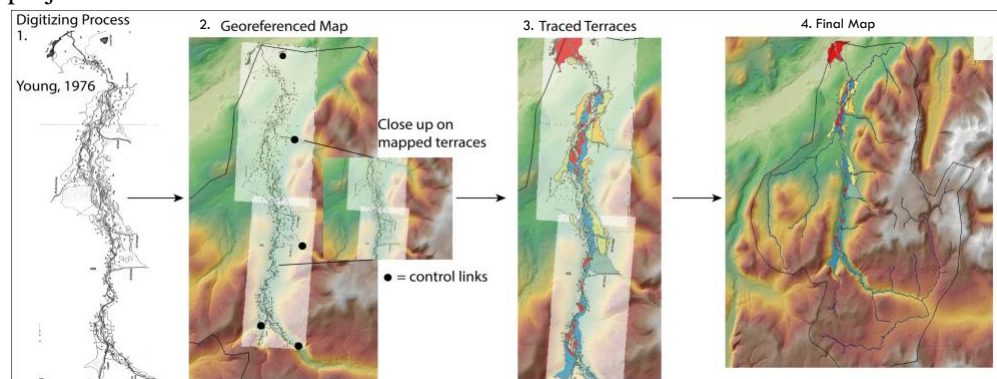 Digitizing Process
1.
Young, 1976
2. Georeferenced Map
Close up on
mapped terraces
● = control links
3. Traced Terraces
4. Final Map